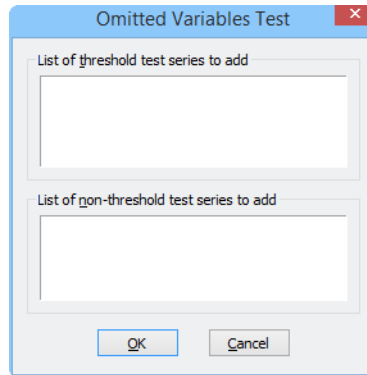 Omitted Variables Test
List of threshold test series to add
List of non-threshold test series to add
OK
Cancel